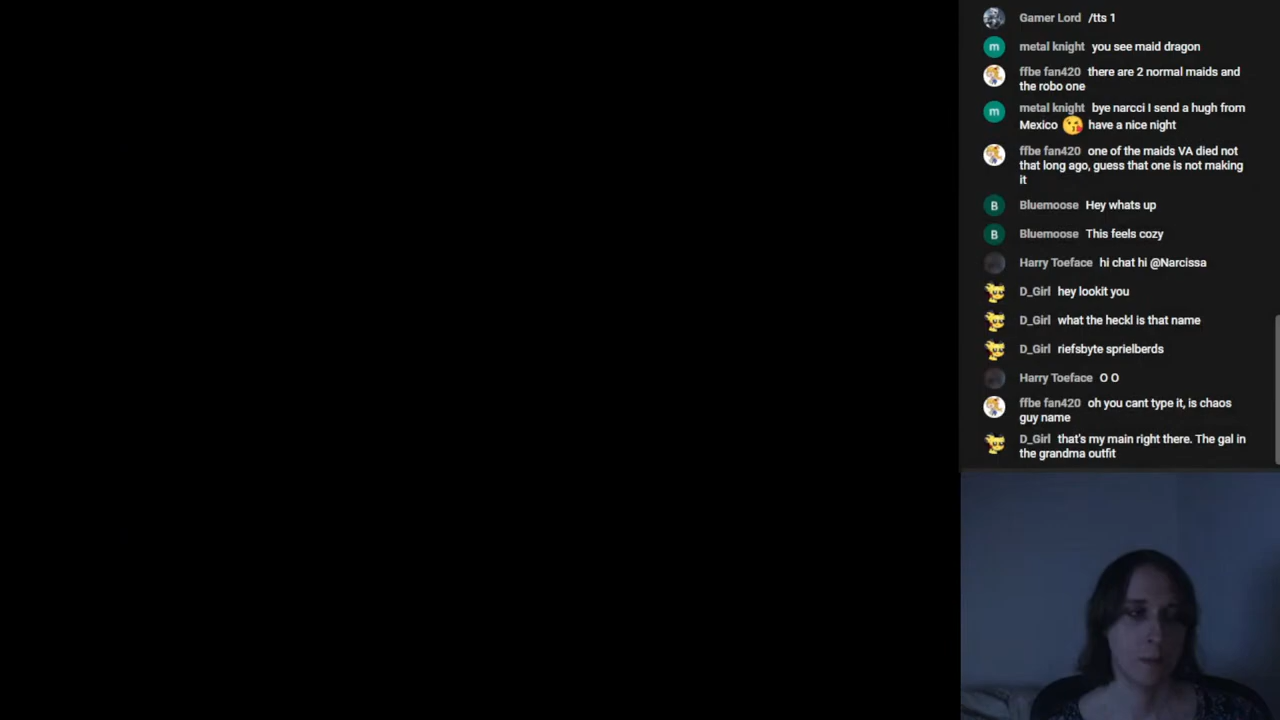 Gamer Lord /tts 1
metal knight you see maid dragon
ffbe fan420 there are 2 normal maids and
the robo one
metal knight bye narcci I send a hugh from
Mexico 😘 have a nice night
ffbe fan420 one of the maids VA died not
that long ago, guess that one is not making
it
B Bluemoose Hey whats up
B Bluemoose This feels cozy
Harry Toeface hi chat hi @Narcissa
D_Girl hey lookit you
D_Girl what the heckl is that name
D_Girl riefsbyte sprielberds
Harry Toeface O O
ffbe fan420 oh you cant type it, is chaos
guy name
D_Girl that's my main right there. The gal in
the grandma outfit